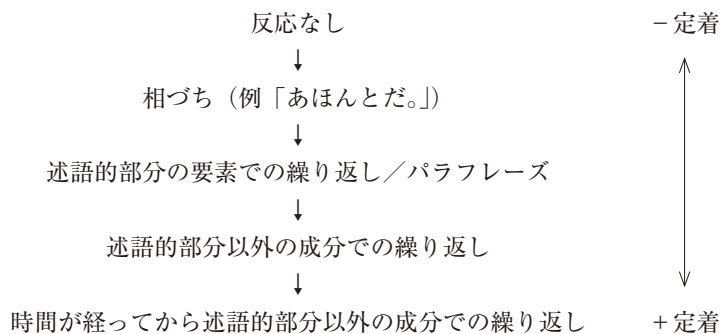 反応なし －定着
↓
相づち（例「あほんとだ。」）
↓
述語的部分の要素での繰り返し／パラフレーズ
↓
述語的部分以外の成分での繰り返し
↓
時間が経ってから述語的部分以外の成分での繰り返し ＋定着